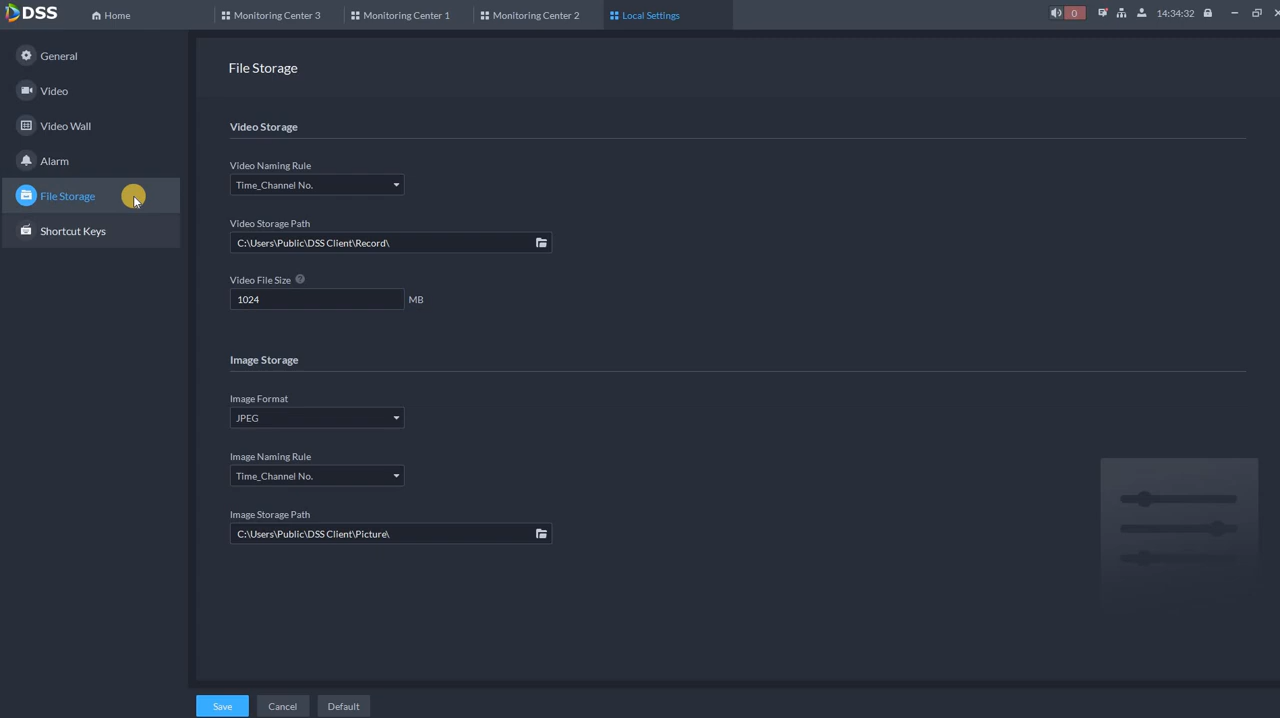 DSS
Home
Monitoring Center 3
Monitoring Center 1
Monitoring Center 2
Local Settings
0
14:34:32
General
Video
Video Wall
Alarm
File Storage
Shortcut Keys
File Storage
Video Storage
Video Naming Rule
Time_Channel No.
Video Storage Path
C:\Users\Public\DSS Client\Record\
Video File Size ?
1024 MB
Image Storage
Image Format
JPEG
Image Naming Rule
Time_Channel No.
Image Storage Path
C:\Users\Public\DSS Client\Picture\
Save
Cancel
Default